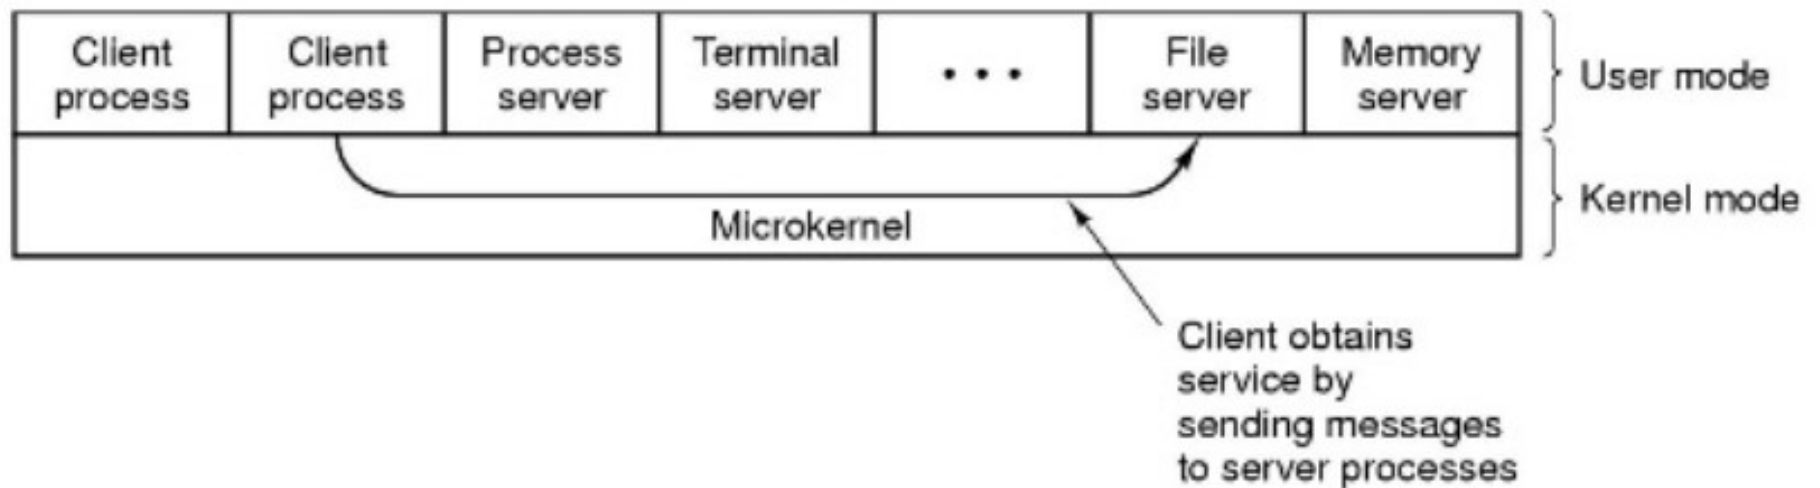 Client process
Client process
Process server
Terminal server
...
File server
Memory server
User mode
Microkernel
Kernel mode
Client obtains
service by
sending messages
to server processes